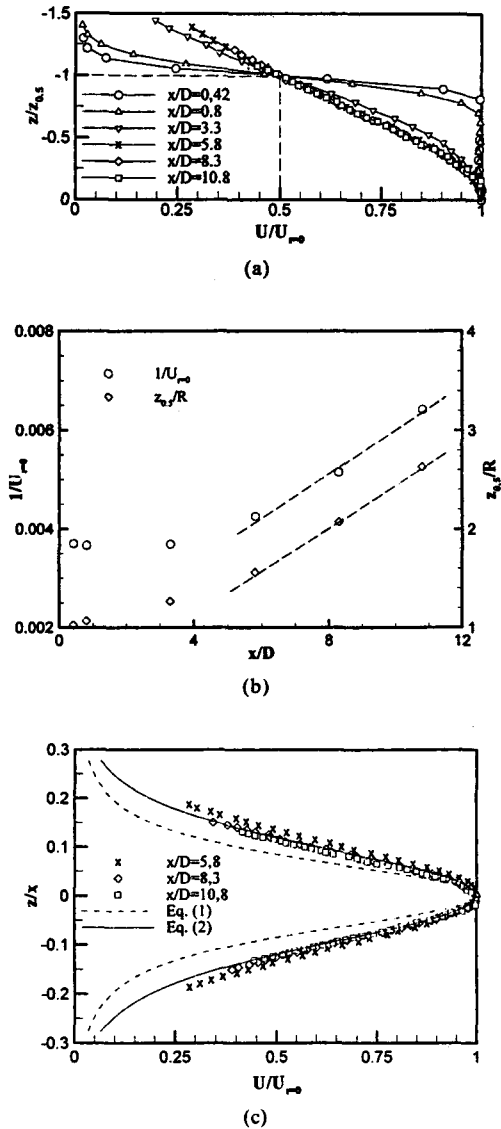 -1.5
-1
-0.5
0
z/z0.5
x/D=0,42
x/D=0.8
x/D=3.3
x/D=5.8
x/D=8.3
x/D=10.8
0 0.25 0.5 0.75 1
U/Ur=0
(a)
0.008
0.006
0.004
0.002
1/Ur=0
1/Ur=0
z0.5/R
4
3
2
1
z0.5/R
0 2 4 6 8 10 12
x/D
(b)
0.3
0.2
0.1
0
-0.1
-0.2
-0.3
z/x
x/D=5,8
x/D=8,3
x/D=10,8
Eq. (1)
Eq. (2)
0 0.25 0.5 0.75 1
U/Ur=0
(c)